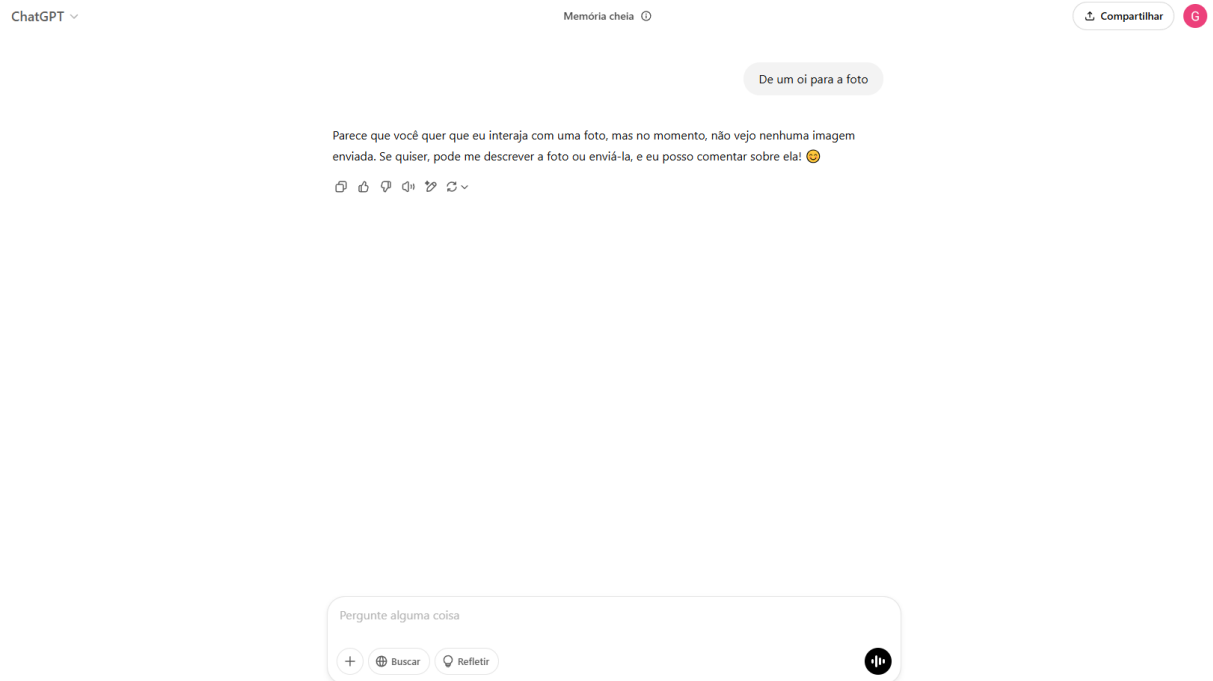 ChatGPT
Memória cheia
Compartilhar
G
De um oi para a foto
Parece que você quer que eu interaja com uma foto, mas no momento, não vejo nenhuma imagem
enviada. Se quiser, pode me descrever a foto ou enviá-la, e eu posso comentar sobre ela! 😊
Pergunte alguma coisa
Buscar
Refletir